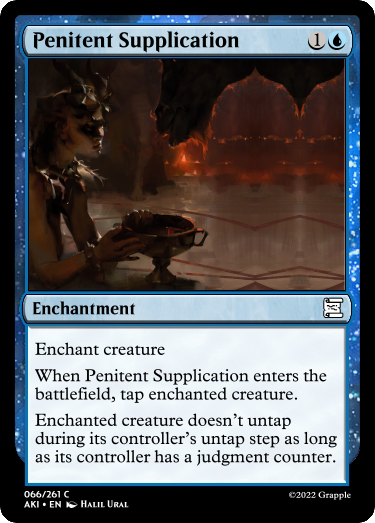 Penitent Supplication 1
Enchantment
Enchant creature
When Penitent Supplication enters the
battlefield, tap enchanted creature.
Enchanted creature doesn't untap
during its controller's untap step as long
as its controller has a judgment counter.
066/261 C
AKI • EN Halil Ural
©2022 Grapple